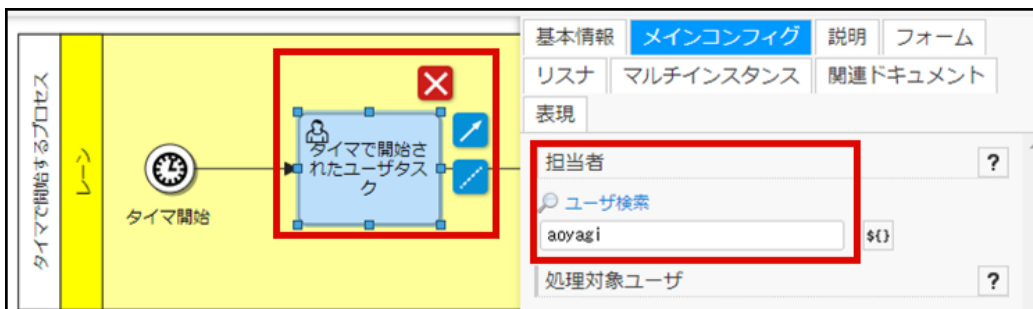 タイマで開始するプロセス
レーン
タイマ開始
タイマで開始さ
れたユーザタス
ク
基本情報 メインコンフィグ 説明 フォーム
リスナ マルチインスタンス 関連ドキュメント
表現
担当者 ?
ユーザ検索
aoyagi ${}
処理対象ユーザ ?